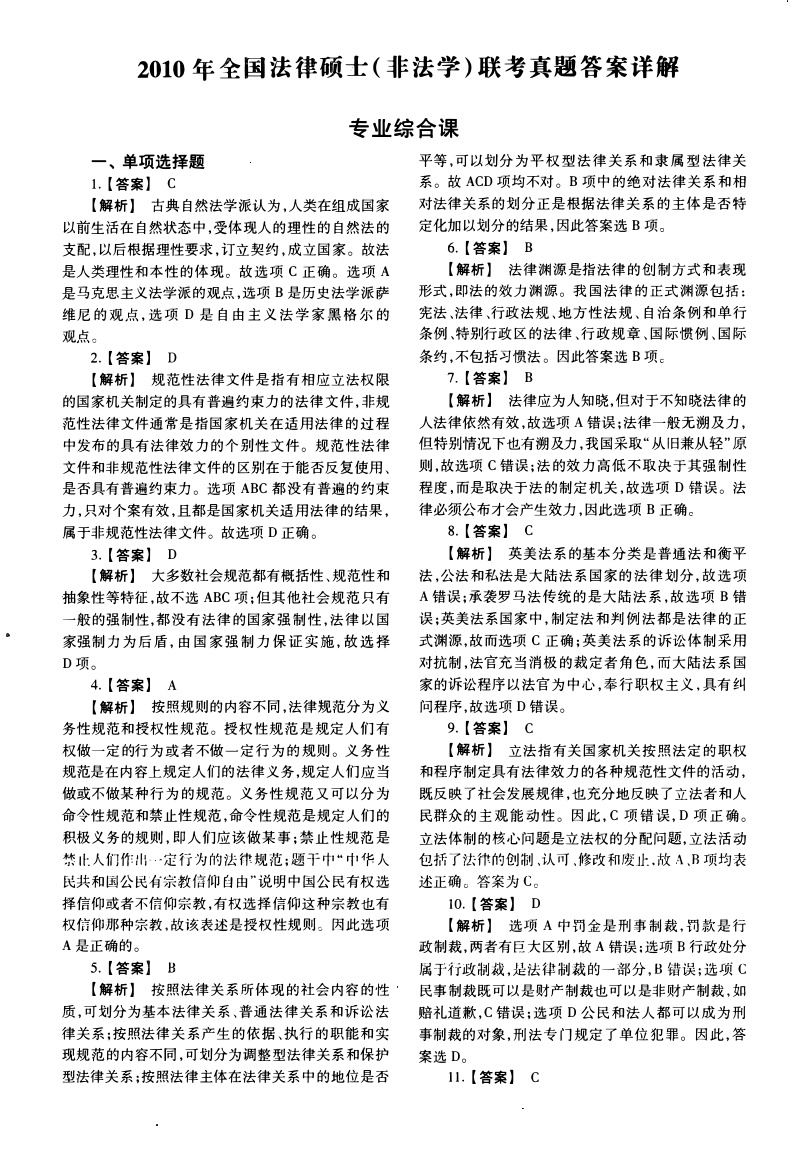 2010 年全国法律硕士(非法学)联考真题答案详解
专业综合课
一、单项选择题
1.【答案】 C
【解析】 古典自然法学派认为,人类在组成国家
以前生活在自然状态中,受体现人的理性的自然法的
支配,以后根据理性要求,订立契约,成立国家。故法
是人类理性和本性的体现。故选项 C 正确。选项 A
是马克思主义法学派的观点,选项 B 是历史法学派萨
维尼的观点,选项 D 是自由主义法学家黑格尔的
观点。
2.【答案】 D
【解析】 规范性法律文件是指有相应立法权限
的国家机关制定的具有普遍约束力的法律文件,非规
范性法律文件通常是指国家机关在适用法律的过程
中发布的具有法律效力的个别性文件。规范性法律
文件和非规范性法律文件的区别在于能否反复使用、
是否具有普遍约束力。选项 ABC 都没有普遍的约束
力,只对个案有效,且都是国家机关适用法律的结果,
属于非规范性法律文件。故选项 D 正确。
3.【答案】 D
【解析】 大多数社会规范都有概括性、规范性和
抽象性等特征,故不选 ABC 项;但其他社会规范只有
一般的强制性,都没有法律的国家强制性,法律以国
家强制力为后盾,由国家强制力保证实施,故选择
D 项。
4.【答案】 A
【解析】 按照规则的内容不同,法律规范分为义
务性规范和授权性规范。授权性规范是规定人们有
权做一定的行为或者不做一定行为的规则。义务性
规范是在内容上规定人们的法律义务,规定人们应当
做或不做某种行为的规范。义务性规范又可以分为
命令性规范和禁止性规范,命令性规范是规定人们的
积极义务的规则,即人们应该做某事;禁止性规范是
禁止人们作出一定行为的法律规范;题干中“中华人
民共和国公民有宗教信仰自由”说明中国公民有权选
择信仰或者不信仰宗教,有权选择信仰这种宗教也有
权信仰那种宗教,故该表述是授权性规则。因此选项
A 是正确的。
5.【答案】 B
【解析】 按照法律关系所体现的社会内容的性
质,可划分为基本法律关系、普通法律关系和诉讼法
律关系;按照法律关系产生的依据、执行的职能和实
现规范的内容不同,可划分为调整型法律关系和保护
型法律关系;按照法律主体在法律关系中的地位是否
平等,可以划分为平权型法律关系和隶属型法律关
系。故 ACD 项均不对。B 项中的绝对法律关系和相
对法律关系的划分正是根据法律关系的主体是否特
定化加以划分的结果,因此答案选 B 项。
6.【答案】 B
【解析】 法律渊源是指法律的创制方式和表现
形式,即法的效力渊源。我国法律的正式渊源包括:
宪法、法律、行政法规、地方性法规、自治条例和单行
条例、特别行政区的法律、行政规章、国际惯例、国际
条约,不包括习惯法。因此答案选 B 项。
7.【答案】 B
【解析】 法律应为人知晓,但对于不知晓法律的
人法律依然有效,故选项 A 错误;法律一般无溯及力,
但特别情况下也有溯及力,我国采取“从旧兼从轻”原
则,故选项 C 错误;法的效力高低不取决于其强制性
程度,而是取决于法的制定机关,故选项 D 错误。法
律必须公布才会产生效力,因此选项 B 正确。
8.【答案】 C
【解析】 英美法系的基本分类是普通法和衡平
法,公法和私法是大陆法系国家的法律划分,故选项
A 错误;承袭罗马法传统的是大陆法系,故选项 B 错
误;英美法系国家中,制定法和判例法都是法律的正
式渊源,故而选项 C 正确;英美法系的诉讼体制采用
对抗制,法官充当消极的裁定者角色,而大陆法系国
家的诉讼程序以法官为中心,奉行职权主义,具有纠
问程序,故选项 D 错误。
9.【答案】 C
【解析】 立法指有关国家机关按照法定的职权
和程序制定具有法律效力的各种规范性文件的活动,
既反映了社会发展规律,也充分地反映了立法者和人
民群众的主观能动性。因此,C 项错误,D 项正确。
立法体制的核心问题是立法权的分配问题,立法活动
包括了法律的创制、认可、修改和废止,故 A、B 项均表
述正确。答案为 C。
10.【答案】 D
【解析】 选项 A 中罚金是刑事制裁,罚款是行
政制裁,两者有巨大区别,故 A 错误;选项 B 行政处分
属于行政制裁,是法律制裁的一部分,B 错误;选项 C
民事制裁既可以是财产制裁也可以是非财产制裁,如
赔礼道歉,C 错误;选项 D 公民和法人都可以成为刑
事制裁的对象,刑法专门规定了单位犯罪。因此,答
案选 D。
11.【答案】 C